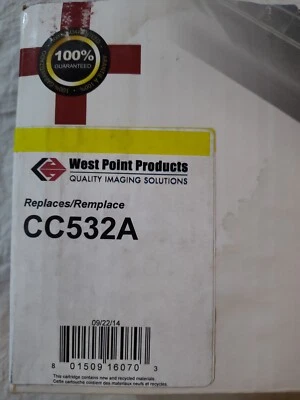 100%
GUARANTEED
West Point Products
QUALITY IMAGING SOLUTIONS
Replaces/Remplace
CC532A
09/22/14
8 01509 16070 3
This cartridge contains new and recycled materials.
Cette cartouche contient des materiaux neufs et recyclés.